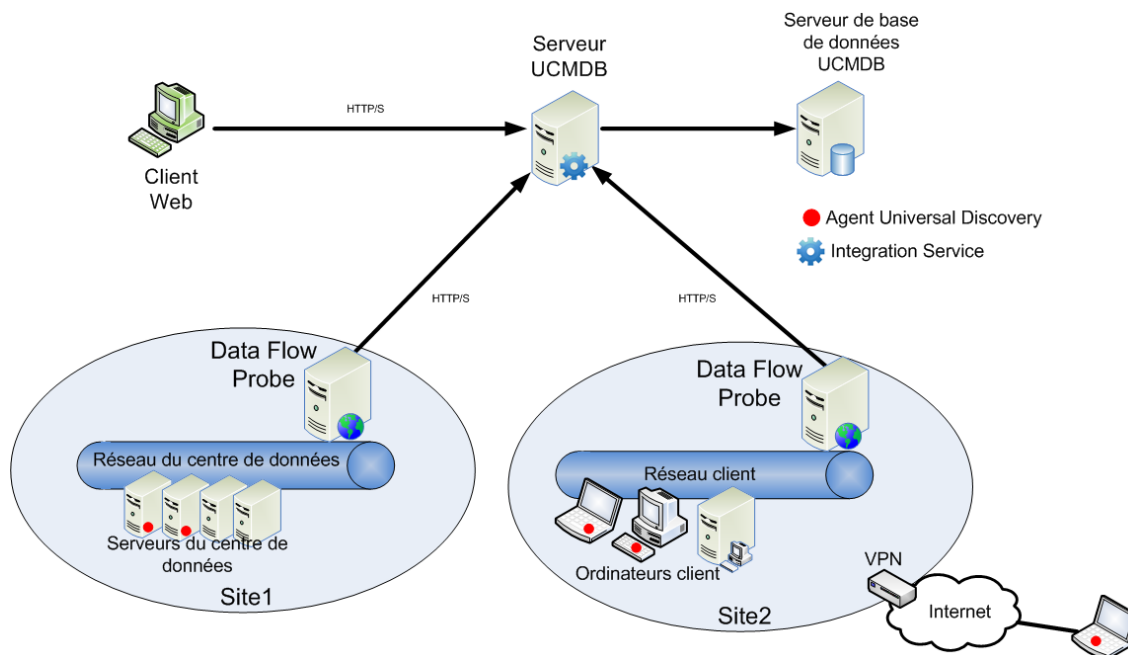 Serveur de base
de données
UCMDB
Serveur
UCMDB
HTTP/S
Client
Web
Agent Universal Discovery
Integration Service
HTTP/S
HTTP/S
Data Flow
Probe
Data Flow
Probe
Réseau du centre de données
Réseau client
Serveurs du centre de
données
Ordinateurs client
Site1
Site2
VPN
Internet